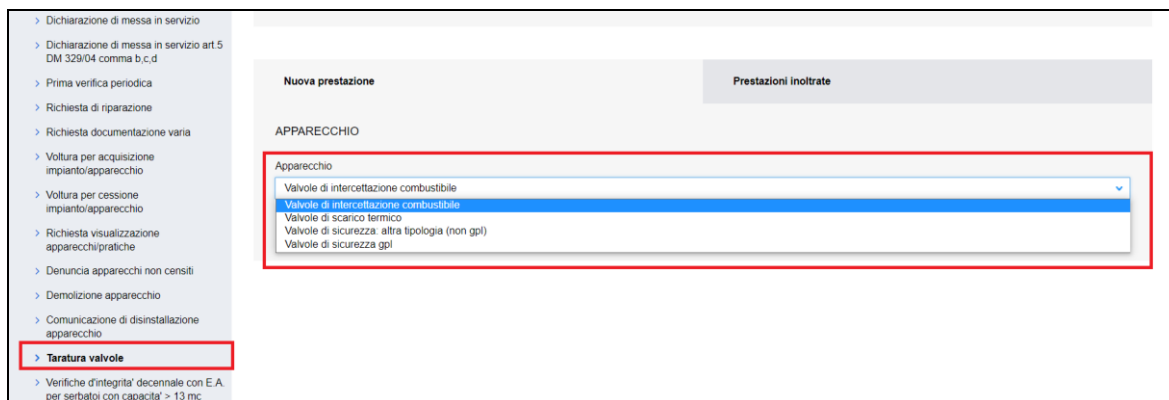 > Dichiarazione di messa in servizio
> Dichiarazione di messa in servizio art.5
DM 329/04 comma b,c,d
> Prima verifica periodica
> Richiesta di riparazione
> Richiesta documentazione varia
> Voltura per acquisizione
impianto/apparecchio
> Voltura per cessione
impianto/apparecchio
> Richiesta visualizzazione
apparecchi/pratiche
> Denuncia apparecchi non censiti
> Demolizione apparecchio
> Comunicazione di disinstallazione
apparecchio
> Taratura valvole
> Verifiche d'integrita' decennale con E.A.
per serbatoi con capacita' > 13 mc
Nuova prestazione
Prestazioni inoltrate
APPARECCHIO
Apparecchio
Valvole di intercettazione combustibile
Valvole di intercettazione combustibile
Valvole di scarico termico
Valvole di sicurezza: altra tipologia (non gpl)
Valvole di sicurezza gpl